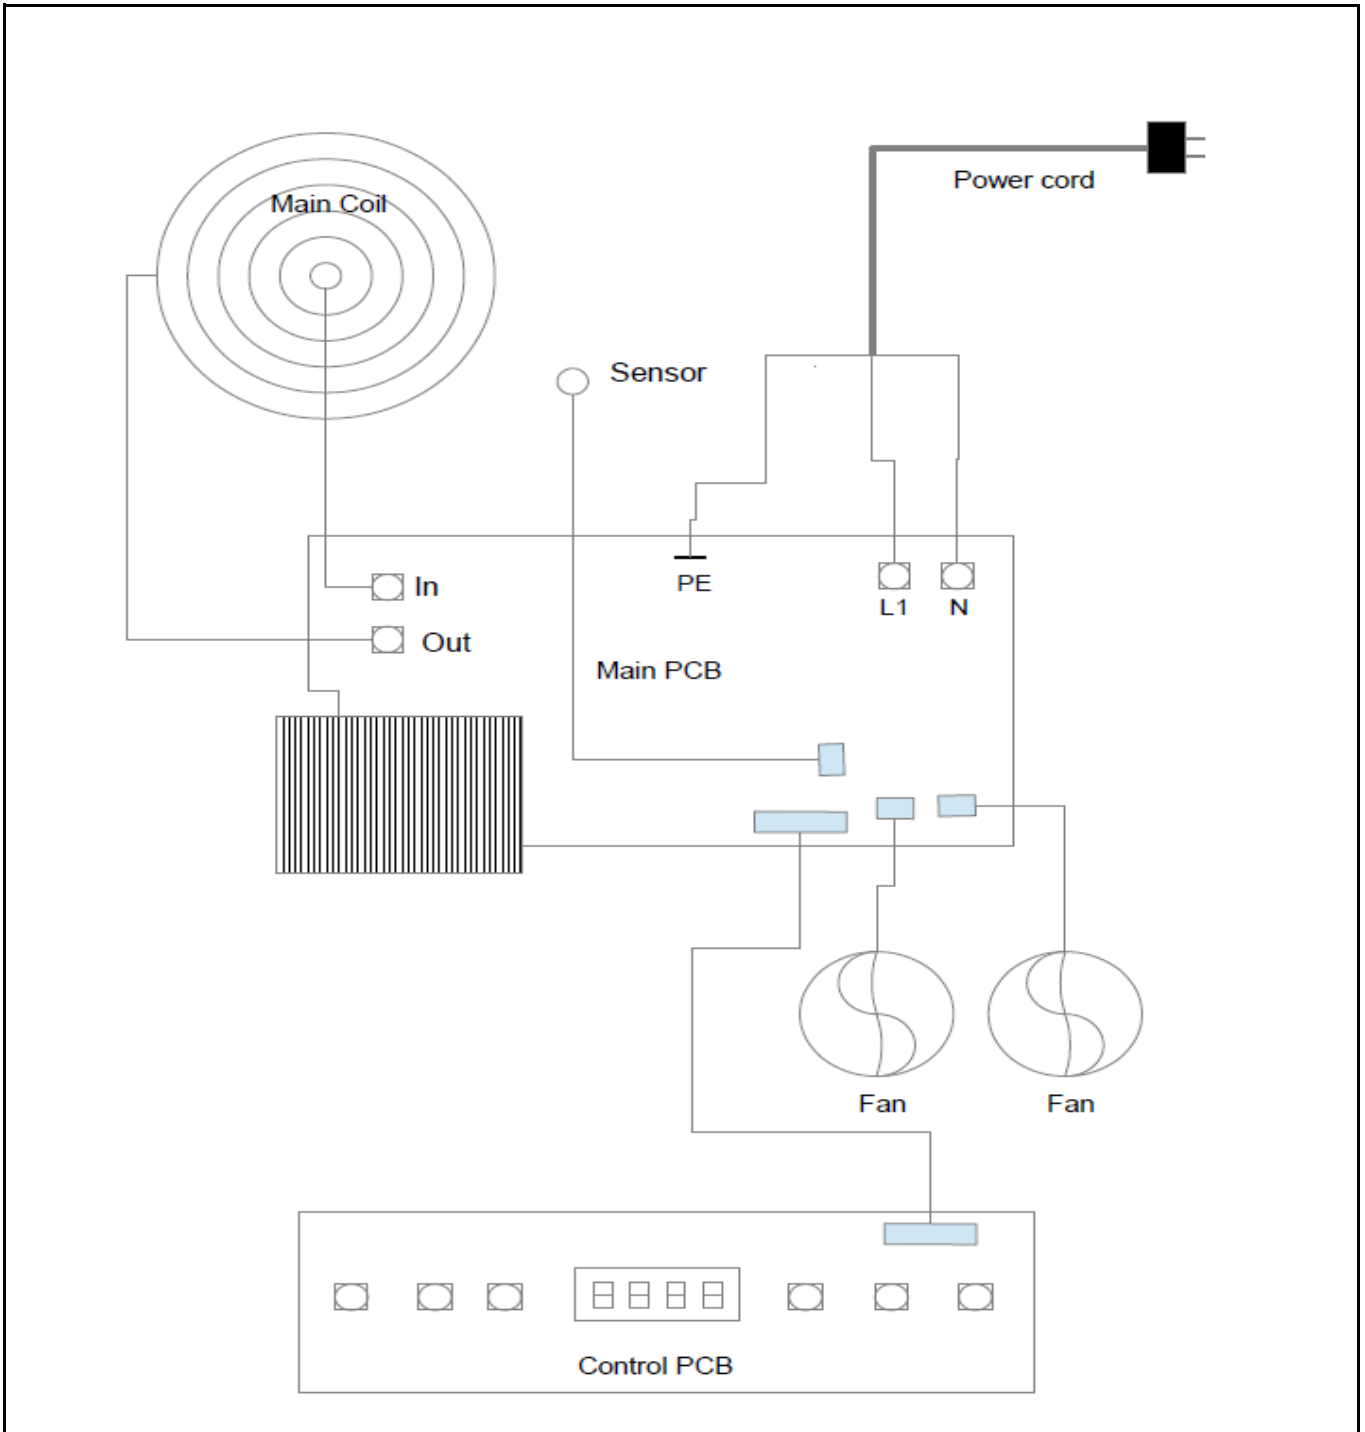 Main Coil
Power cord
Sensor
In
PE
L1
N
Out
Main PCB
Fan
Fan
Control PCB